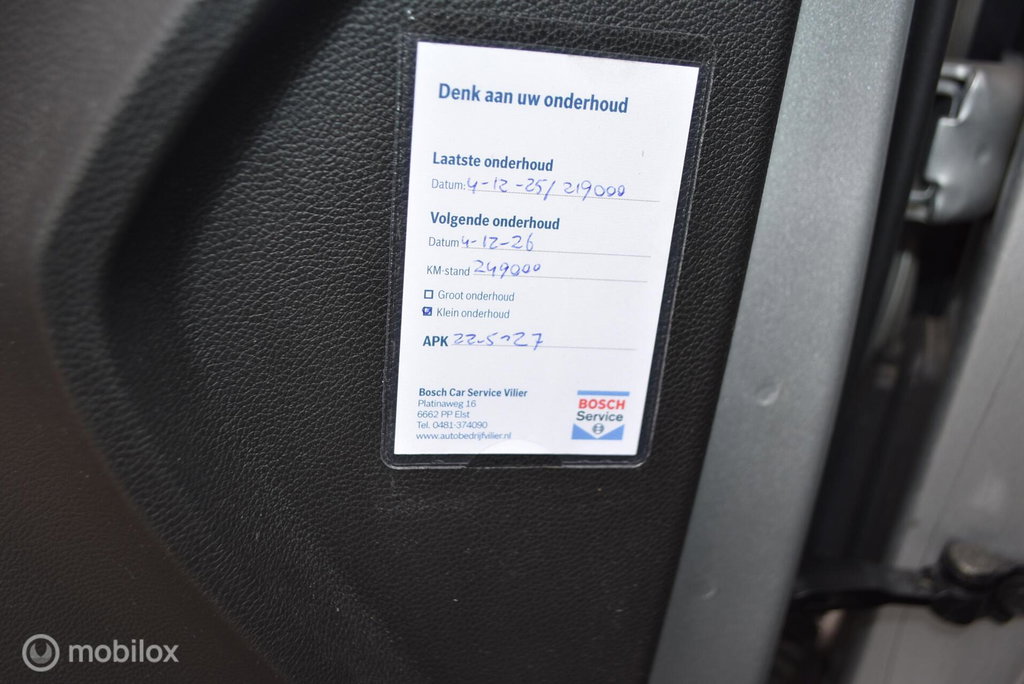 Denk aan uw onderhoud
Laatste onderhoud
Datum: 4-12-25/ 219000
Volgende onderhoud
Datum 4-12-26
KM-stand 249000
Groot onderhoud
Klein onderhoud
APK 22-5-27
Bosch Car Service Vilier
Platinaweg 16
6662 PP Elst
Tel. 0481-374090
www.autobedrijfvilier.nl
BOSCH
Service
mobilox